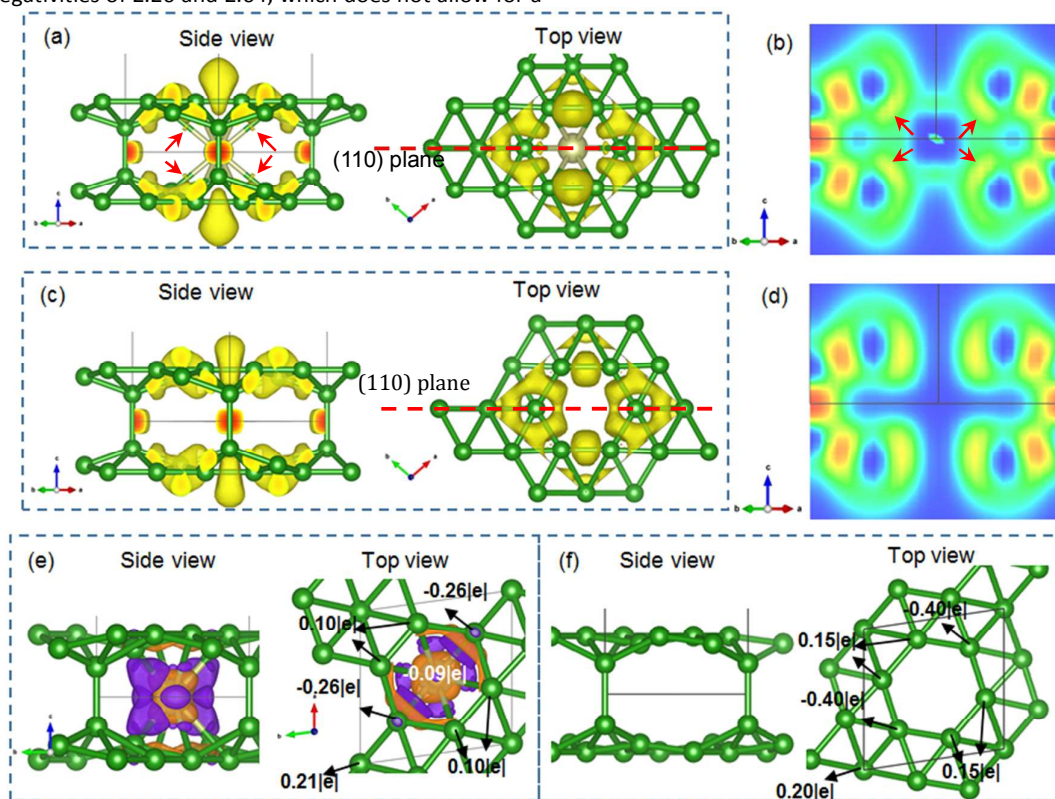 (a)
Side view
Top view
(110) plane
c
b
a
b
a
(b)
c
b
a
(c)
Side view
Top view
(110) plane
c
b
a
b
a
(d)
c
b
a
(e)
Side view
Top view
-0.26|e|
0.10|e|
-0.09|e|
-0.26|e|
0.21|e|
0.10|e|
c
b
(f)
Side view
Top view
-0.40|e|
0.15|e|
-0.40|e|
0.20|e|
0.15|e|